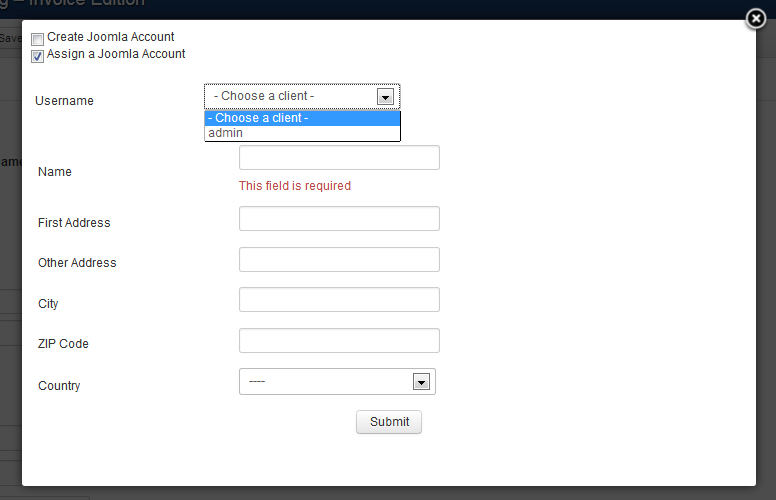 g – Invoice Edition
Save
Create Joomla Account
Assign a Joomla Account
Username
- Choose a client -
- Choose a client -
admin
ame
Name
This field is required
First Address
Other Address
City
ZIP Code
Country
----
Submit